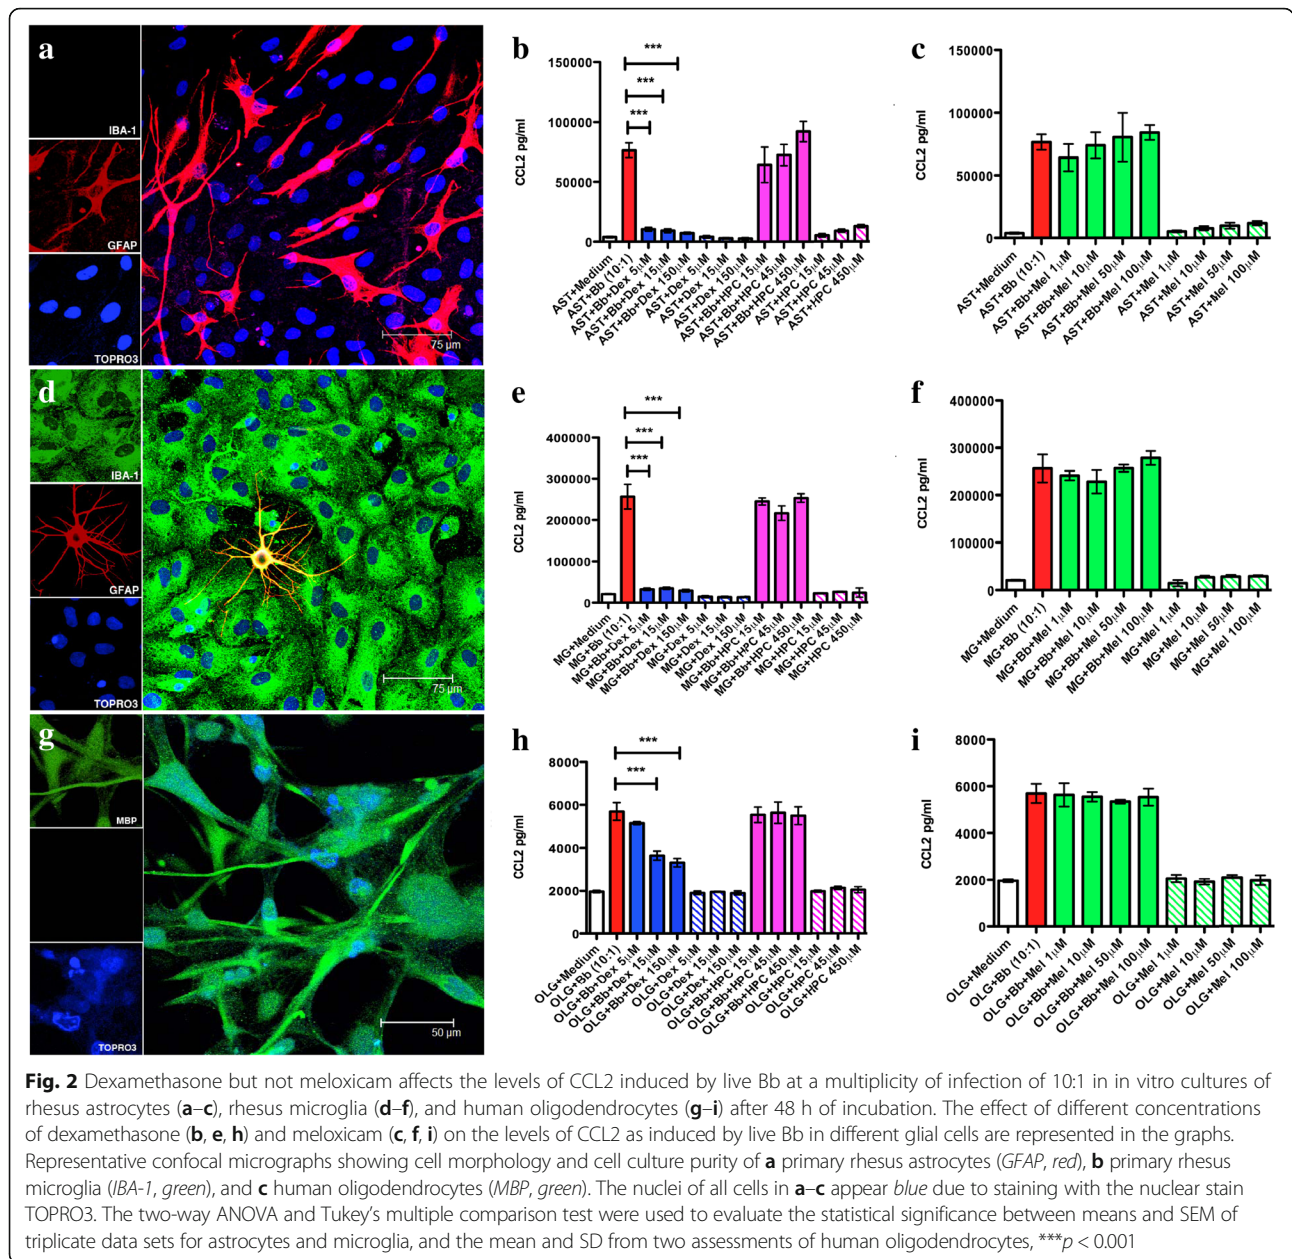 a
IBA-1
GFAP
TOPRO3
75 µm
b
***
***
***
CCL2 pg/ml
150000
100000
50000
0
AST+Medium
AST+Bb (10:1)
AST+Bb+Dex 5µM
AST+Bb+Dex 15µM
AST+Bb+Dex 150µM
AST+Dex 5µM
AST+Dex 15µM
AST+Dex 150µM
AST+Bb+HPC 15µM
AST+Bb+HPC 45µM
AST+Bb+HPC 450µM
AST+HPC 15µM
AST+HPC 45µM
AST+HPC 450µM
c
CCL2 pg/ml
150000
100000
50000
0
AST+Medium
AST+Bb (10:1)
AST+Bb+Mel 1µM
AST+Bb+Mel 10µM
AST+Bb+Mel 50µM
AST+Bb+Mel 100µM
AST+Mel 1µM
AST+Mel 10µM
AST+Mel 50µM
AST+Mel 100µM
d
IBA-1
GFAP
TOPRO3
75 µm
e
***
***
***
CCL2 pg/ml
400000
300000
200000
100000
0
MG+Medium
MG+Bb (10:1)
MG+Bb+Dex 5µM
MG+Bb+Dex 15µM
MG+Bb+Dex 150µM
MG+Dex 5µM
MG+Dex 15µM
MG+Dex 150µM
MG+Bb+HPC 15µM
MG+Bb+HPC 45µM
MG+Bb+HPC 450µM
MG+HPC 15µM
MG+HPC 45µM
MG+HPC 450µM
f
CCL2 pg/ml
400000
300000
200000
100000
0
MG+Medium
MG+Bb (10:1)
MG+Bb+Mel 1µM
MG+Bb+Mel 10µM
MG+Bb+Mel 50µM
MG+Bb+Mel 100µM
MG+Mel 1µM
MG+Mel 10µM
MG+Mel 50µM
MG+Mel 100µM
g
MBP
TOPRO3
50 µm
h
***
***
CCL2 pg/ml
8000
6000
4000
2000
0
OLG+Medium
OLG+Bb (10:1)
OLG+Bb+Dex 5µM
OLG+Bb+Dex 15µM
OLG+Bb+Dex 150µM
OLG+Dex 5µM
OLG+Dex 15µM
OLG+Dex 150µM
OLG+Bb+HPC 15µM
OLG+Bb+HPC 45µM
OLG+Bb+HPC 450µM
OLG+HPC 15µM
OLG+HPC 45µM
OLG+HPC 450µM
i
CCL2 pg/ml
8000
6000
4000
2000
0
OLG+Medium
OLG+Bb (10:1)
OLG+Bb+Mel 1µM
OLG+Bb+Mel 10µM
OLG+Bb+Mel 50µM
OLG+Bb+Mel 100µM
OLG+Mel 1µM
OLG+Mel 10µM
OLG+Mel 50µM
OLG+Mel 100µM
Fig. 2 Dexamethasone but not meloxicam affects the levels of CCL2 induced by live Bb at a multiplicity of infection of 10:1 in in vitro cultures of
rhesus astrocytes (a–c), rhesus microglia (d–f), and human oligodendrocytes (g–i) after 48 h of incubation. The effect of different concentrations
of dexamethasone (b, e, h) and meloxicam (c, f, i) on the levels of CCL2 as induced by live Bb in different glial cells are represented in the graphs.
Representative confocal micrographs showing cell morphology and cell culture purity of a primary rhesus astrocytes (GFAP, red), b primary rhesus
microglia (IBA-1, green), and c human oligodendrocytes (MBP, green). The nuclei of all cells in a–c appear blue due to staining with the nuclear stain
TOPRO3. The two-way ANOVA and Tukey's multiple comparison test were used to evaluate the statistical significance between means and SEM of
triplicate data sets for astrocytes and microglia, and the mean and SD from two assessments of human oligodendrocytes, ***p < 0.001